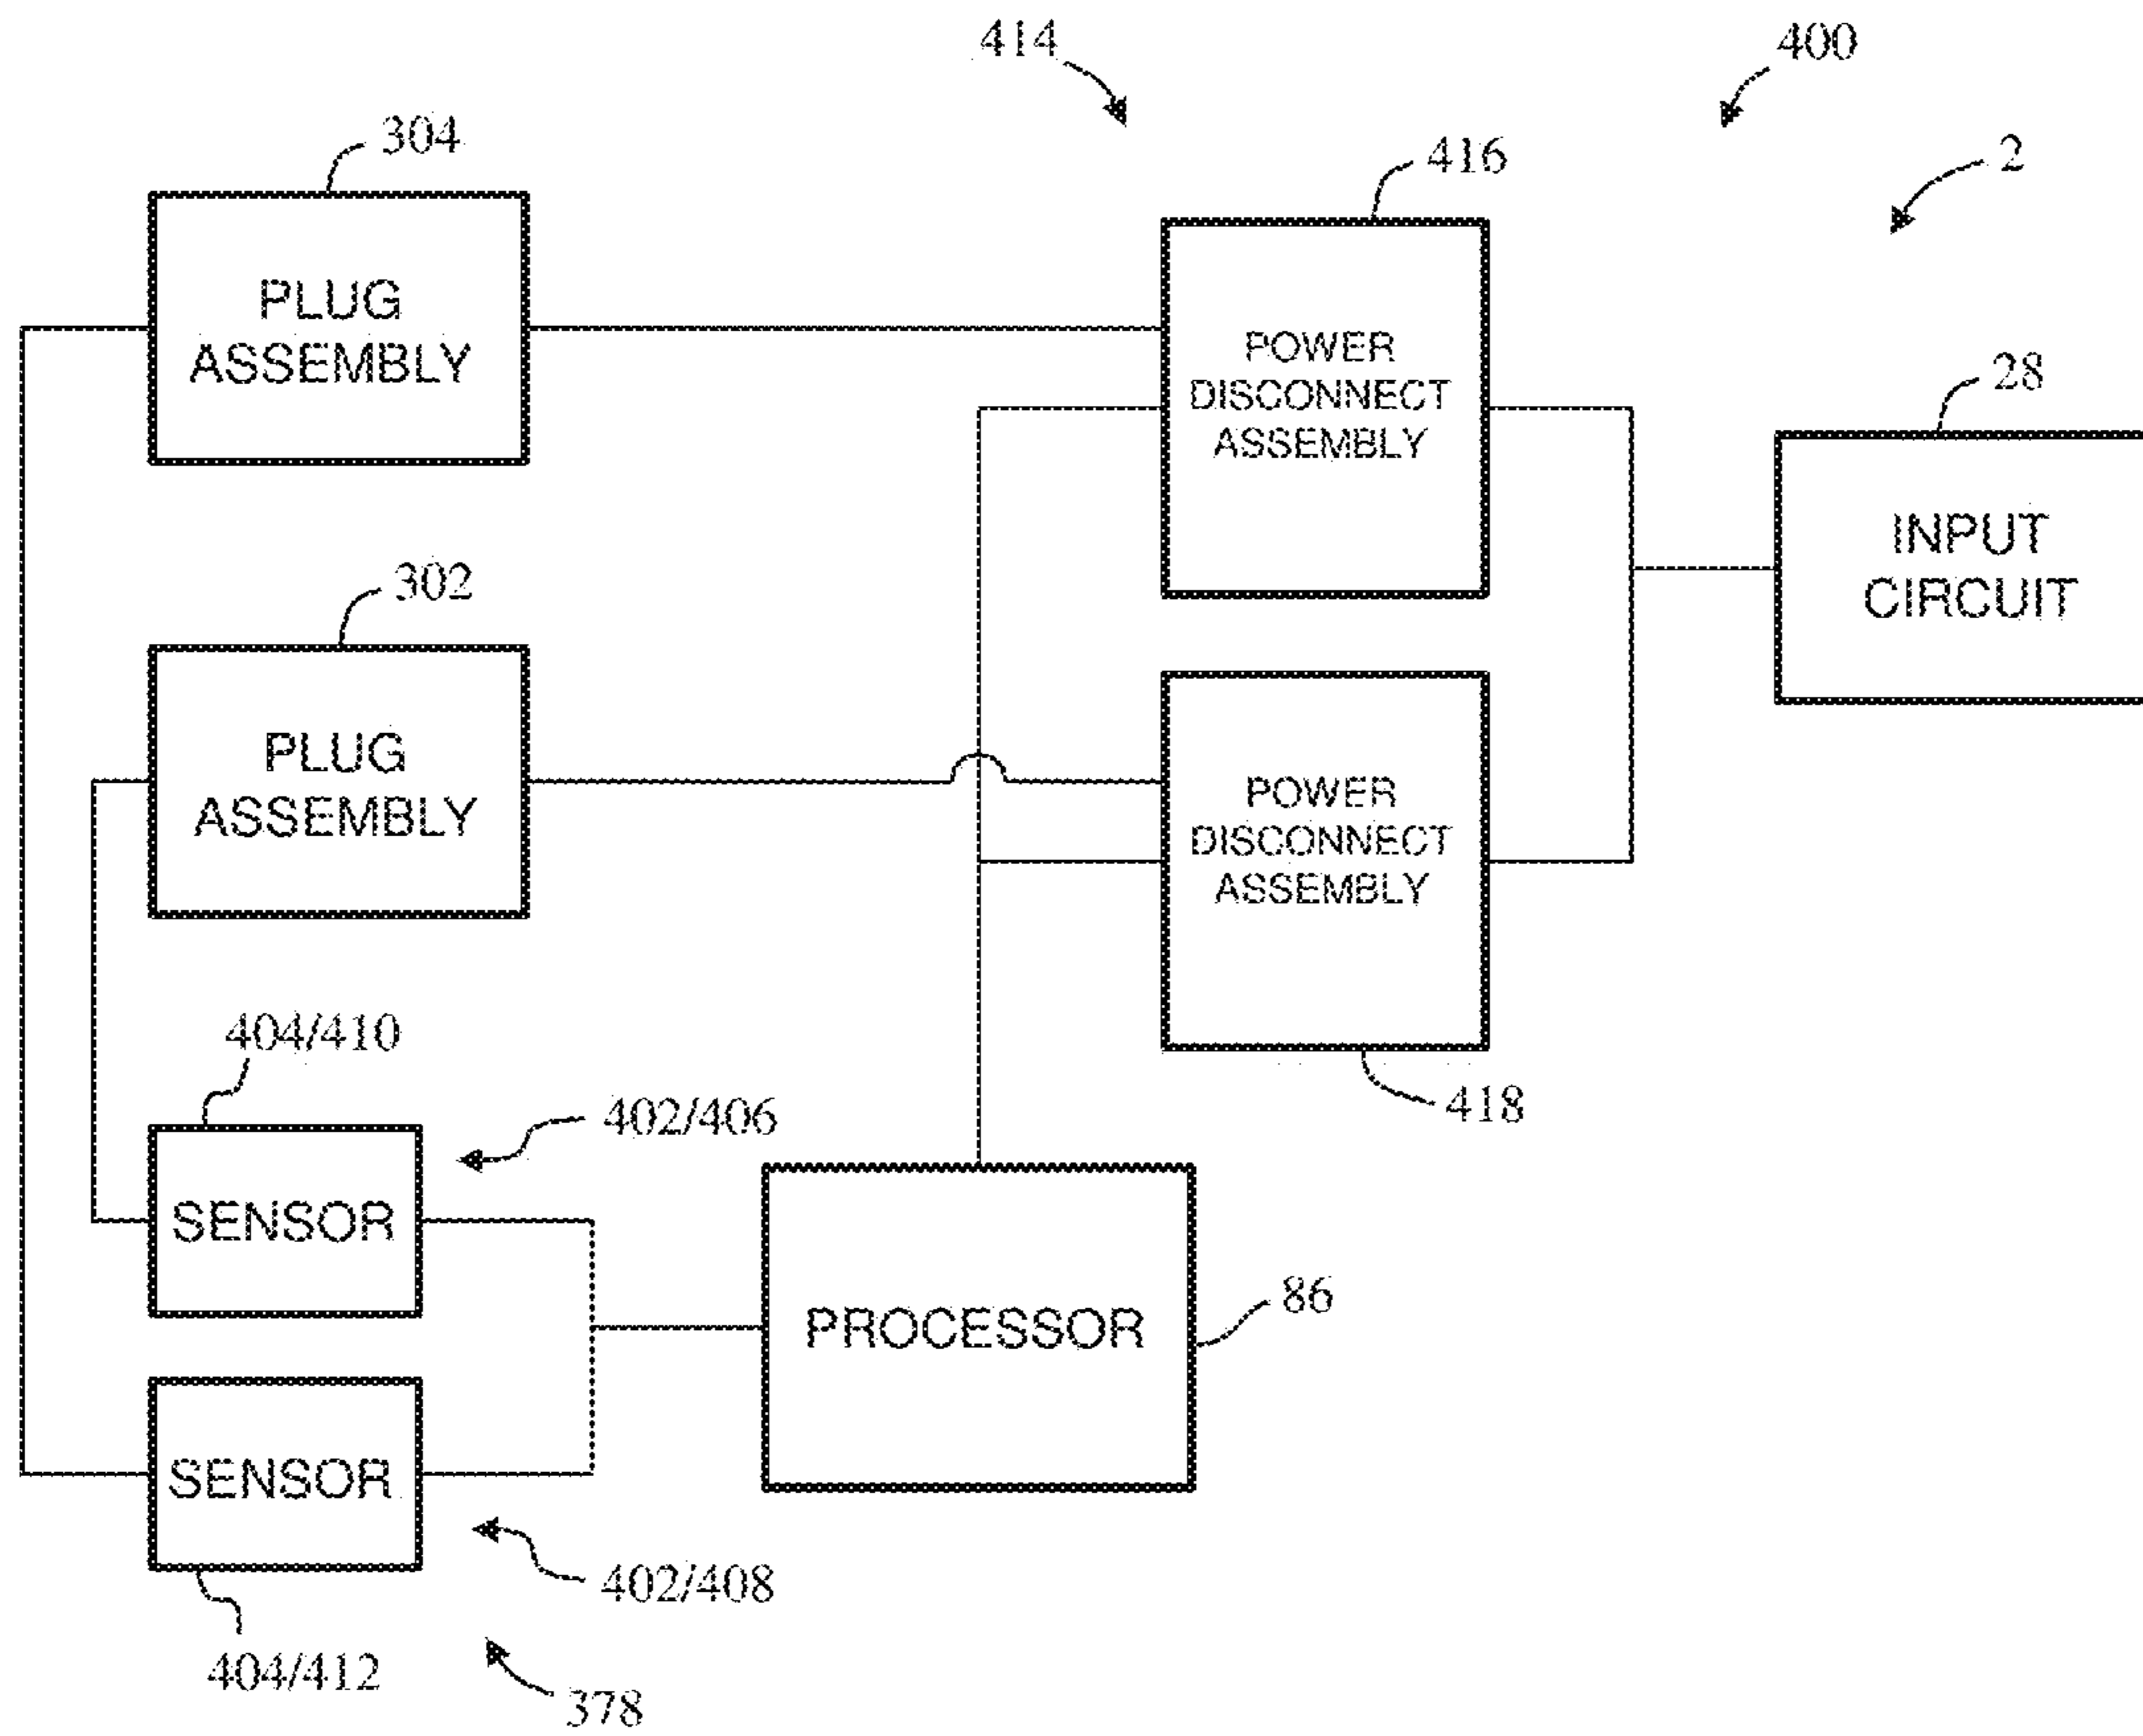 414
400
304
416
2
PLUG
ASSEMBLY
POWER
DISCONNECT
ASSEMBLY
28
INPUT
CIRCUIT
302
PLUG
ASSEMBLY
POWER
DISCONNECT
ASSEMBLY
404/410
402/406
418
SENSOR
PROCESSOR
86
SENSOR
402/408
404/412
378